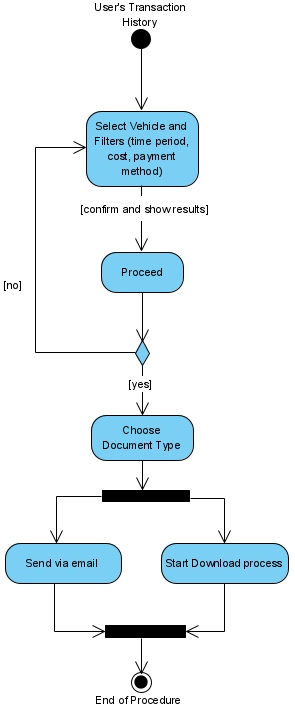 User's Transaction
History
Select Vehicle and
Filters (time period,
cost, payment
method)
[confirm and show results]
Proceed
[no]
[yes]
Choose
Document Type
Send via email
Start Download process
End of Procedure